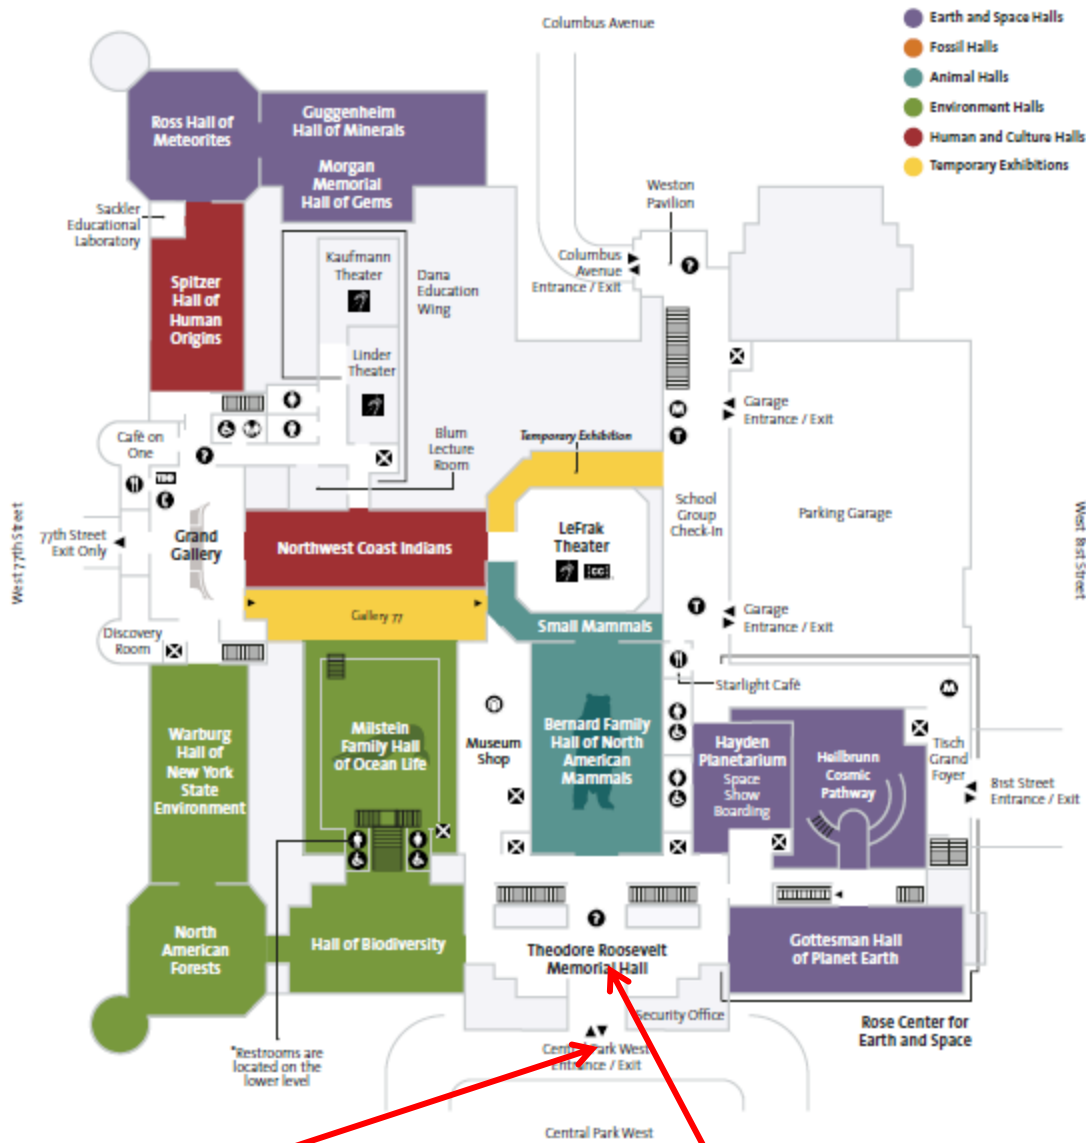 Columbus Avenue
Earth and Space Halls
Fossil Halls
Animal Halls
Environment Halls
Human and Culture Halls
Temporary Exhibitions
Ross Hall of
Meteorites
Guggenheim
Hall of Minerals
Morgan
Memorial
Hall of Gems
Weston
Pavilion
Sackler
Educational
Laboratory
Kaufmann
Theater
Dana
Education
Wing
Columbus
Avenue
Entrance / Exit
?
Spitzer
Hall of
Human
Origins
Linder
Theater
M
Garage
Entrance / Exit
T
Café on
One
?
Blum
Lecture
Room
Temporary Exhibition
West 77th Street
77th Street
Exit Only
Grand
Gallery
Northwest Coast Indians
LeFrak
Theater
CC
School
Group
Check-In
Parking Garage
West 81st Street
Gallery 77
T
Garage
Entrance / Exit
Discovery
Room
Small Mammals
Starlight Café
M
Warburg
Hall of
New York
State
Environment
Milstein
Family Hall
of Ocean Life
Museum
Shop
Bernard Family
Hall of North
American
Mammals
Hayden
Planetarium
Space
Show
Boarding
Heilbrunn
Cosmic
Pathway
Tisch
Grand
Foyer
81st Street
Entrance / Exit
North
American
Forests
Hall of Biodiversity
?
Theodore Roosevelt
Memorial Hall
Gottesman Hall
of Planet Earth
Security Office
Rose Center for
Earth and Space
*Restrooms are
located on the
lower level
Central Park West
Entrance / Exit
Central Park West